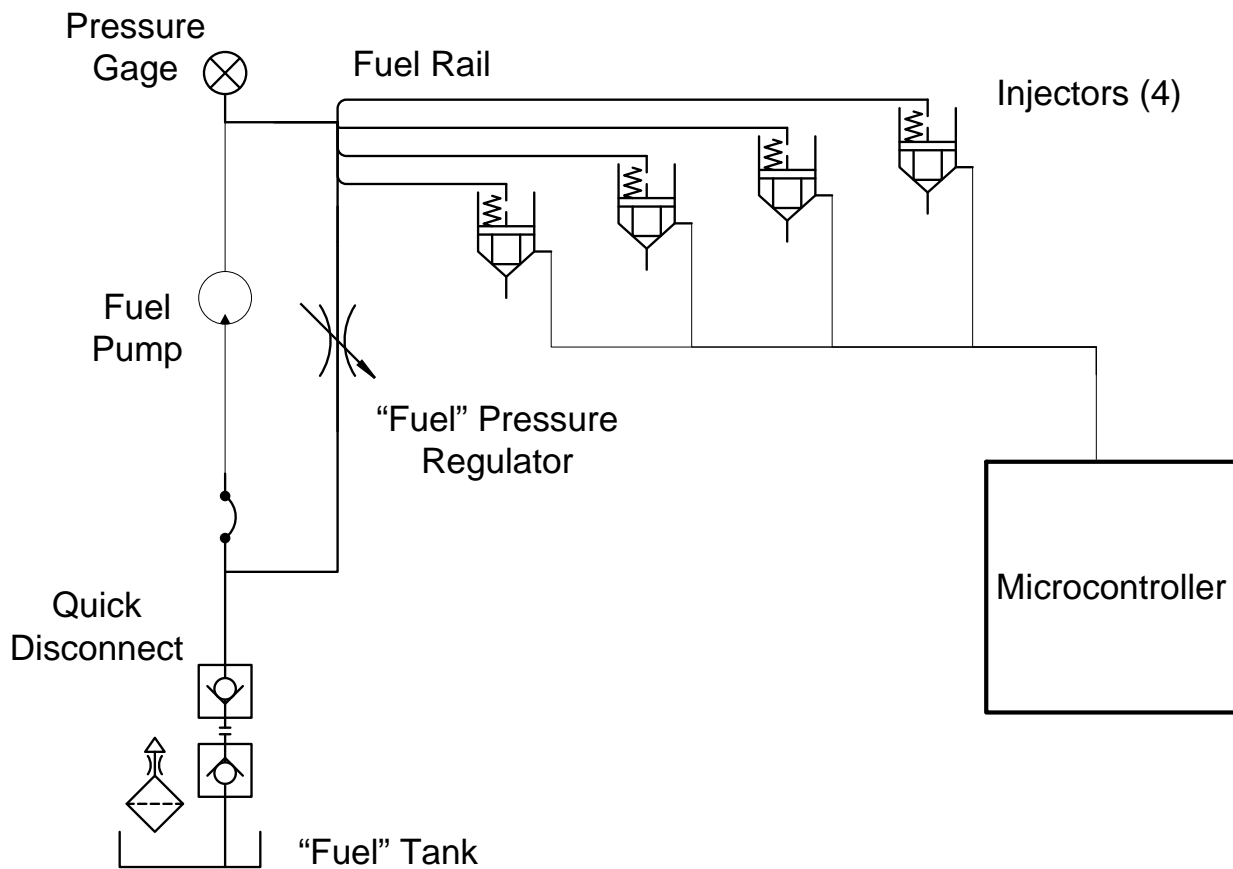 Pressure
Gage
Fuel Rail
Injectors (4)
Fuel
Pump
“Fuel” Pressure
Regulator
Microcontroller
Quick
Disconnect
“Fuel” Tank